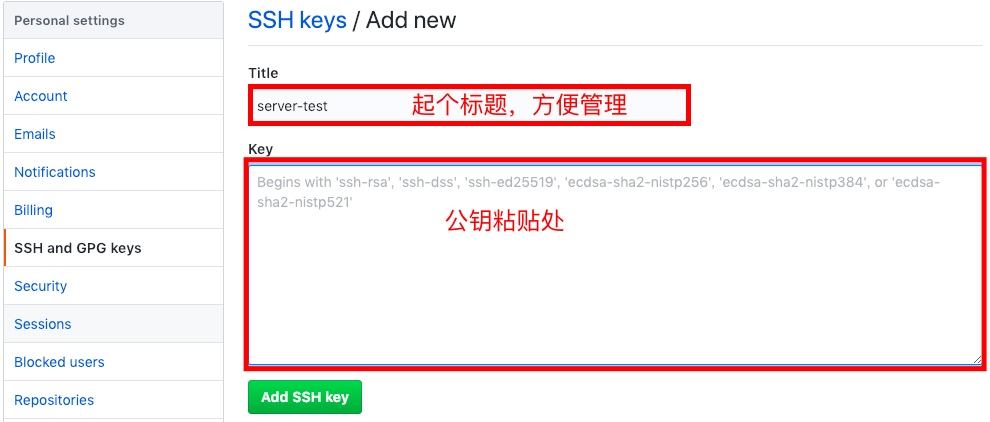 Personal settings
Profile
Account
Emails
Notifications
Billing
SSH and GPG keys
Security
Sessions
Blocked users
Repositories
SSH keys / Add new
Title
server-test 起个标题，方便管理
Key
Begins with 'ssh-rsa', 'ssh-dss', 'ssh-ed25519', 'ecdsa-sha2-nistp256', 'ecdsa-sha2-nistp384', or 'ecdsa-
sha2-nistp521'
公钥粘贴处
Add SSH key